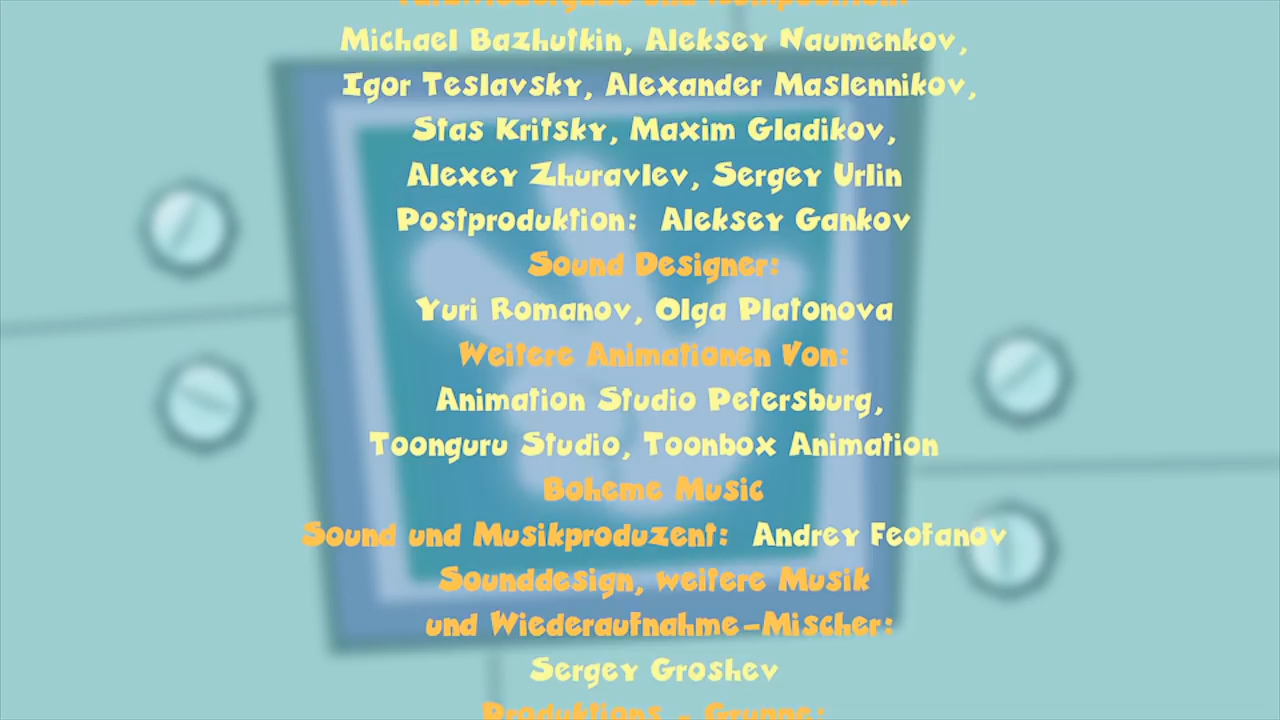 Michael Bazhutkin, Aleksey Naumenkov,
Igor Teslavsky, Alexander Maslennikov,
Stas Kritsky, Maxim Gladikov,
Alexey Zhuravlev, Sergey Urlin
Postproduktion: Aleksey Gankov
Sound Designer:
Yuri Romanov, Olga Platonova
Weitere Animationen Von:
Animation Studio Petersburg,
Toonguru Studio, Toonbox Animation
Boheme Music
Sound und Musikproduzent: Andrey Feofanov
Sounddesign, weitere Musik
und Wiederaufnahme-Mischer:
Sergey Groshev
Produktions - Gruppe: